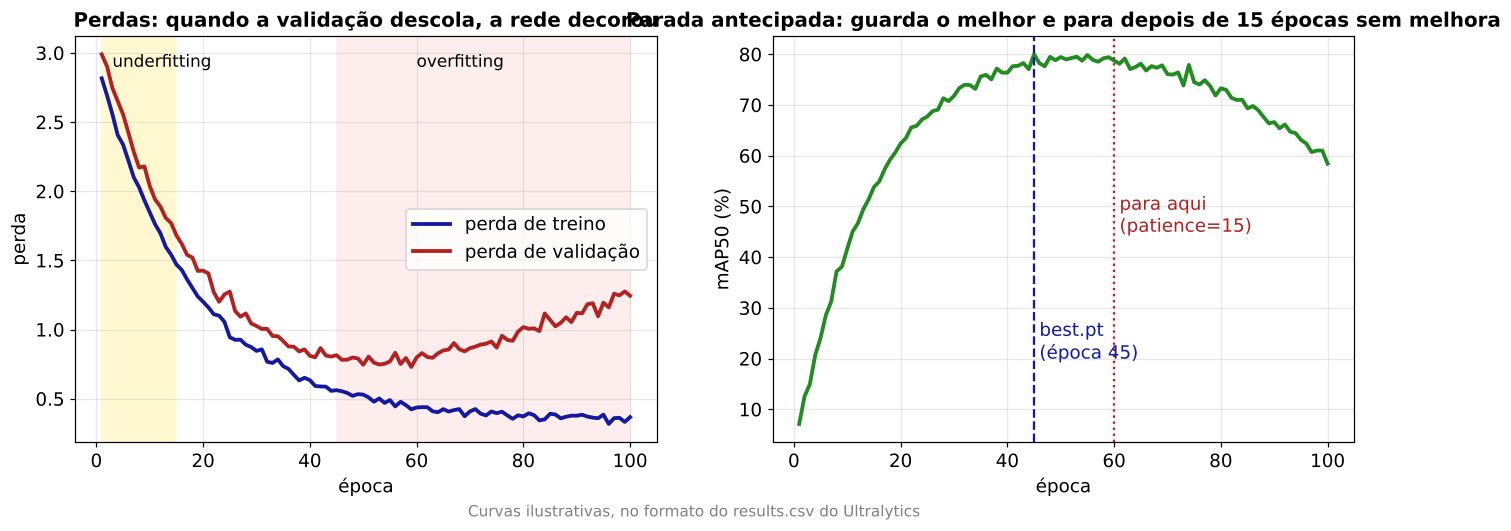 Perdas: quando a validação descola, a rede decorou
Parada antecipada: guarda o melhor e para depois de 15 épocas sem melhora
underfitting
overfitting
perda de treino
perda de validação
3.0
2.5
2.0
1.5
1.0
0.5
perda
0 20 40 60 80 100
época
80
70
60
50
40
30
20
10
mAP50 (%)
para aqui
(patience=15)
best.pt
(época 45)
0 20 40 60 80 100
época
Curvas ilustrativas, no formato do results.csv do Ultralytics